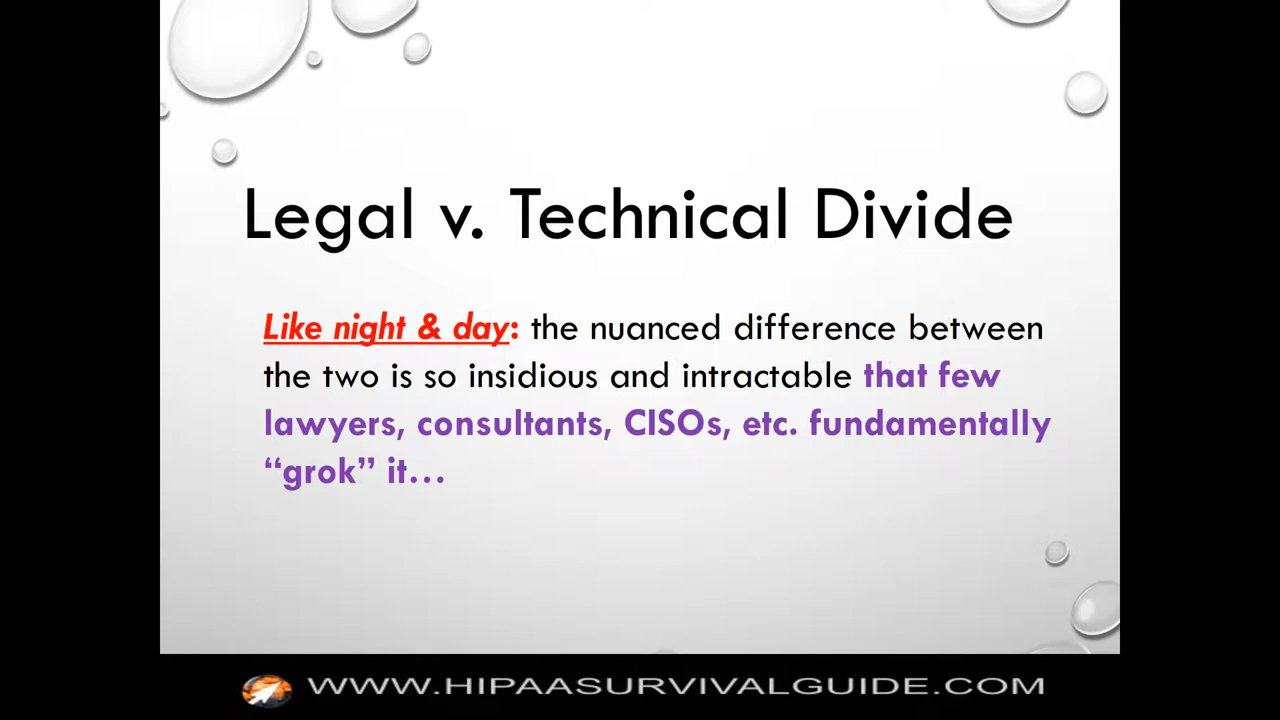 Legal v. Technical Divide
Like night & day: the nuanced difference between
the two is so insidious and intractable that few
lawyers, consultants, CISOs, etc. fundamentally
“grok” it…
WWW.HIPAASURVIVALGUIDE.COM